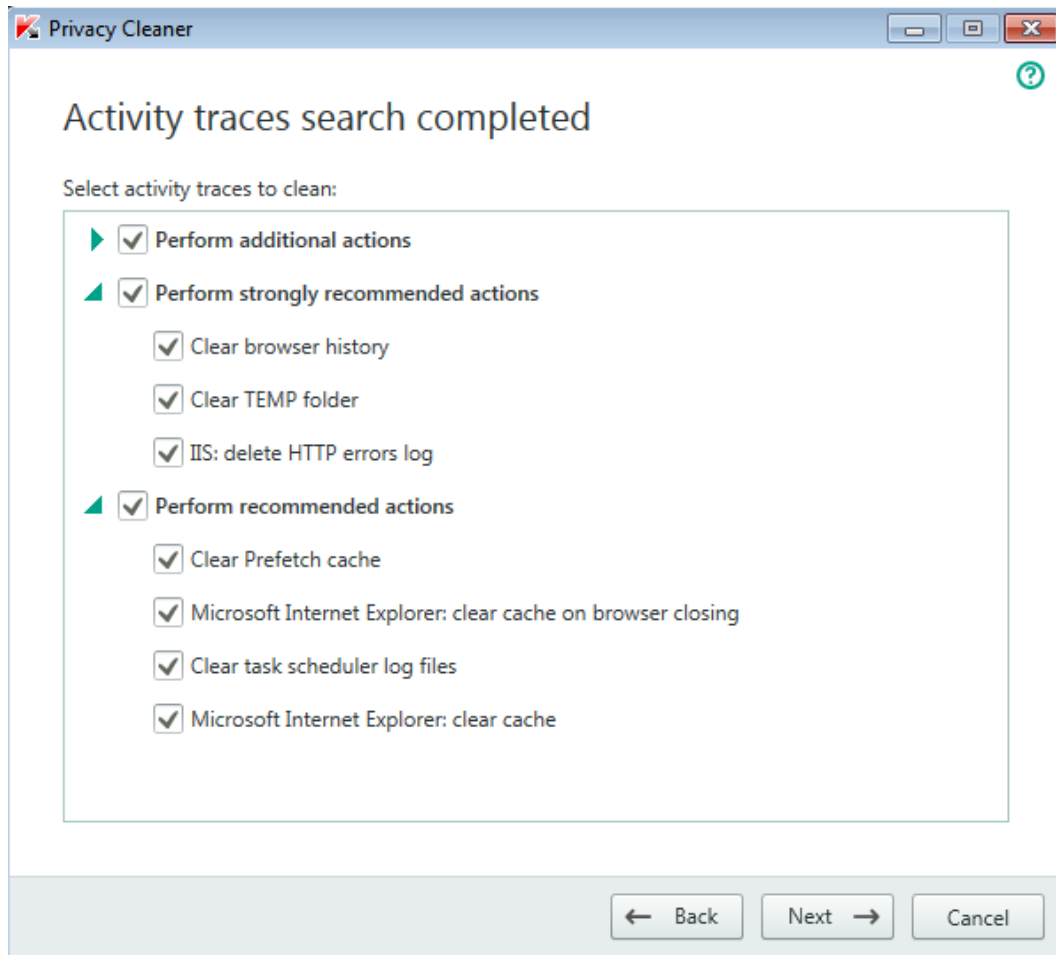 Privacy Cleaner
Activity traces search completed
Select activity traces to clean:
Perform additional actions
Perform strongly recommended actions
Clear browser history
Clear TEMP folder
IIS: delete HTTP errors log
Perform recommended actions
Clear Prefetch cache
Microsoft Internet Explorer: clear cache on browser closing
Clear task scheduler log files
Microsoft Internet Explorer: clear cache
Back Next Cancel